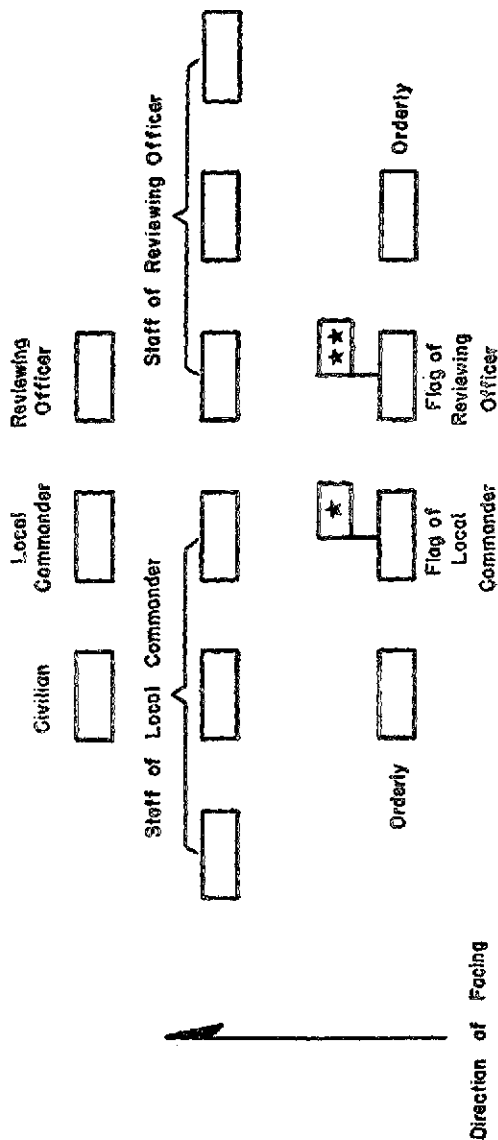 Civilian
Local
Commander
Reviewing
Officer
Staff of Local Commander
Staff of Reviewing Officer
Orderly
Flag of
Local
Commander
Flag of
Reviewing
Officer
Orderly
Direction of Facing